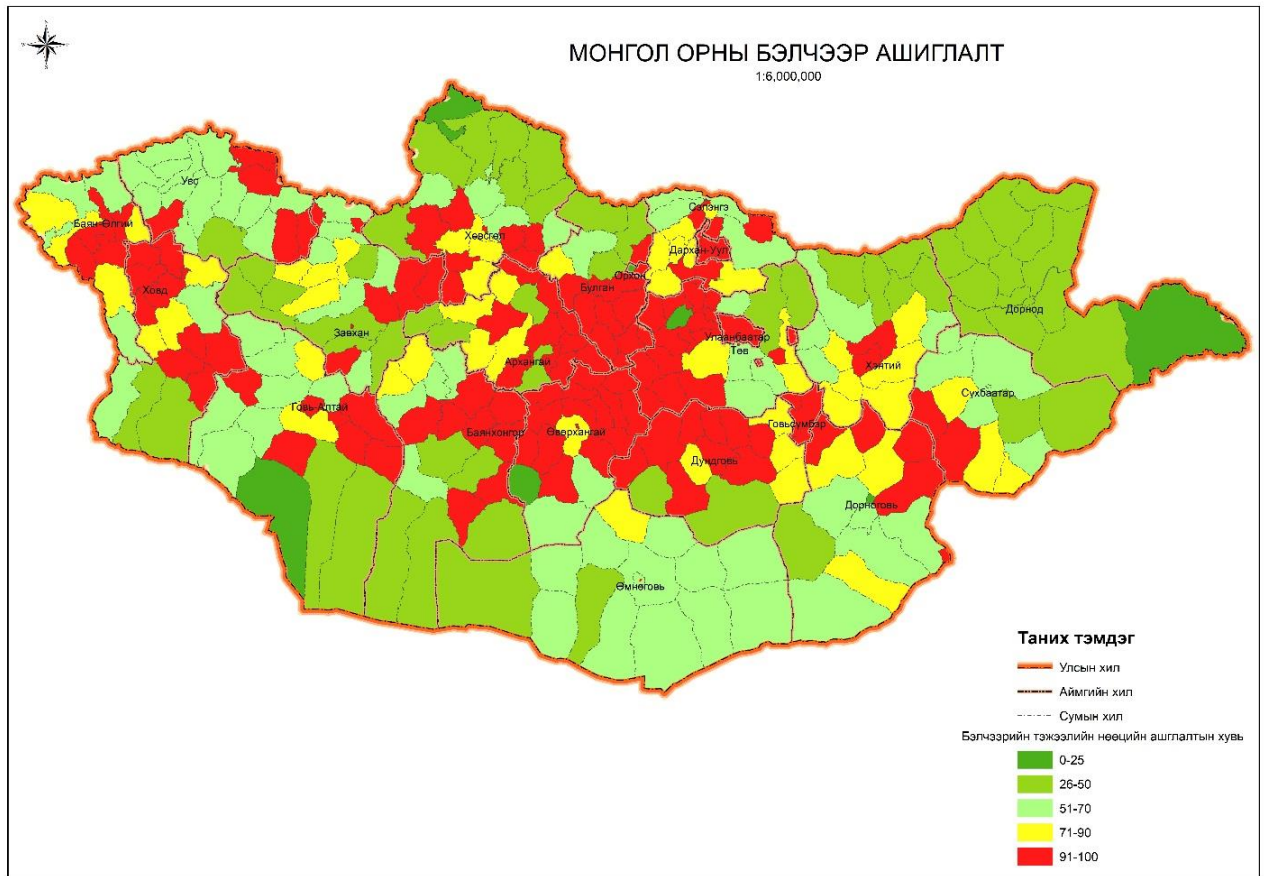 МОНГОЛ ОРНЫ БЭЛЧЭЭР АШИГЛАЛТ
1:6,000,000
Увс
Баян-Өлгий
Ховд
Завхан
Говь-Алтай
Хөвсгөл
Архангай
Баянхонгор
Өвөрхангай
Булган
Орхон
Сэлэнгэ
Дархан-Уул
Улаанбаатар
Төв
Хэнтий
Дорнод
Сүхбаатар
Говьсүмбэр
Дундговь
Дорноговь
Өмнөговь
Таних тэмдэг
Улсын хил
Аймгийн хил
Сумын хил
Бэлчээрийн тэжээлийн нөөцийн ашглалтын хувь
0-25
26-50
51-70
71-90
91-100